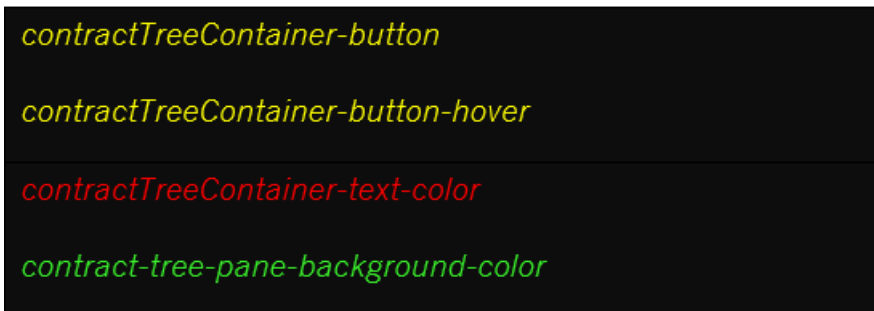 contractTreeContainer-button
contractTreeContainer-button-hover
contractTreeContainer-text-color
contract-tree-pane-background-color